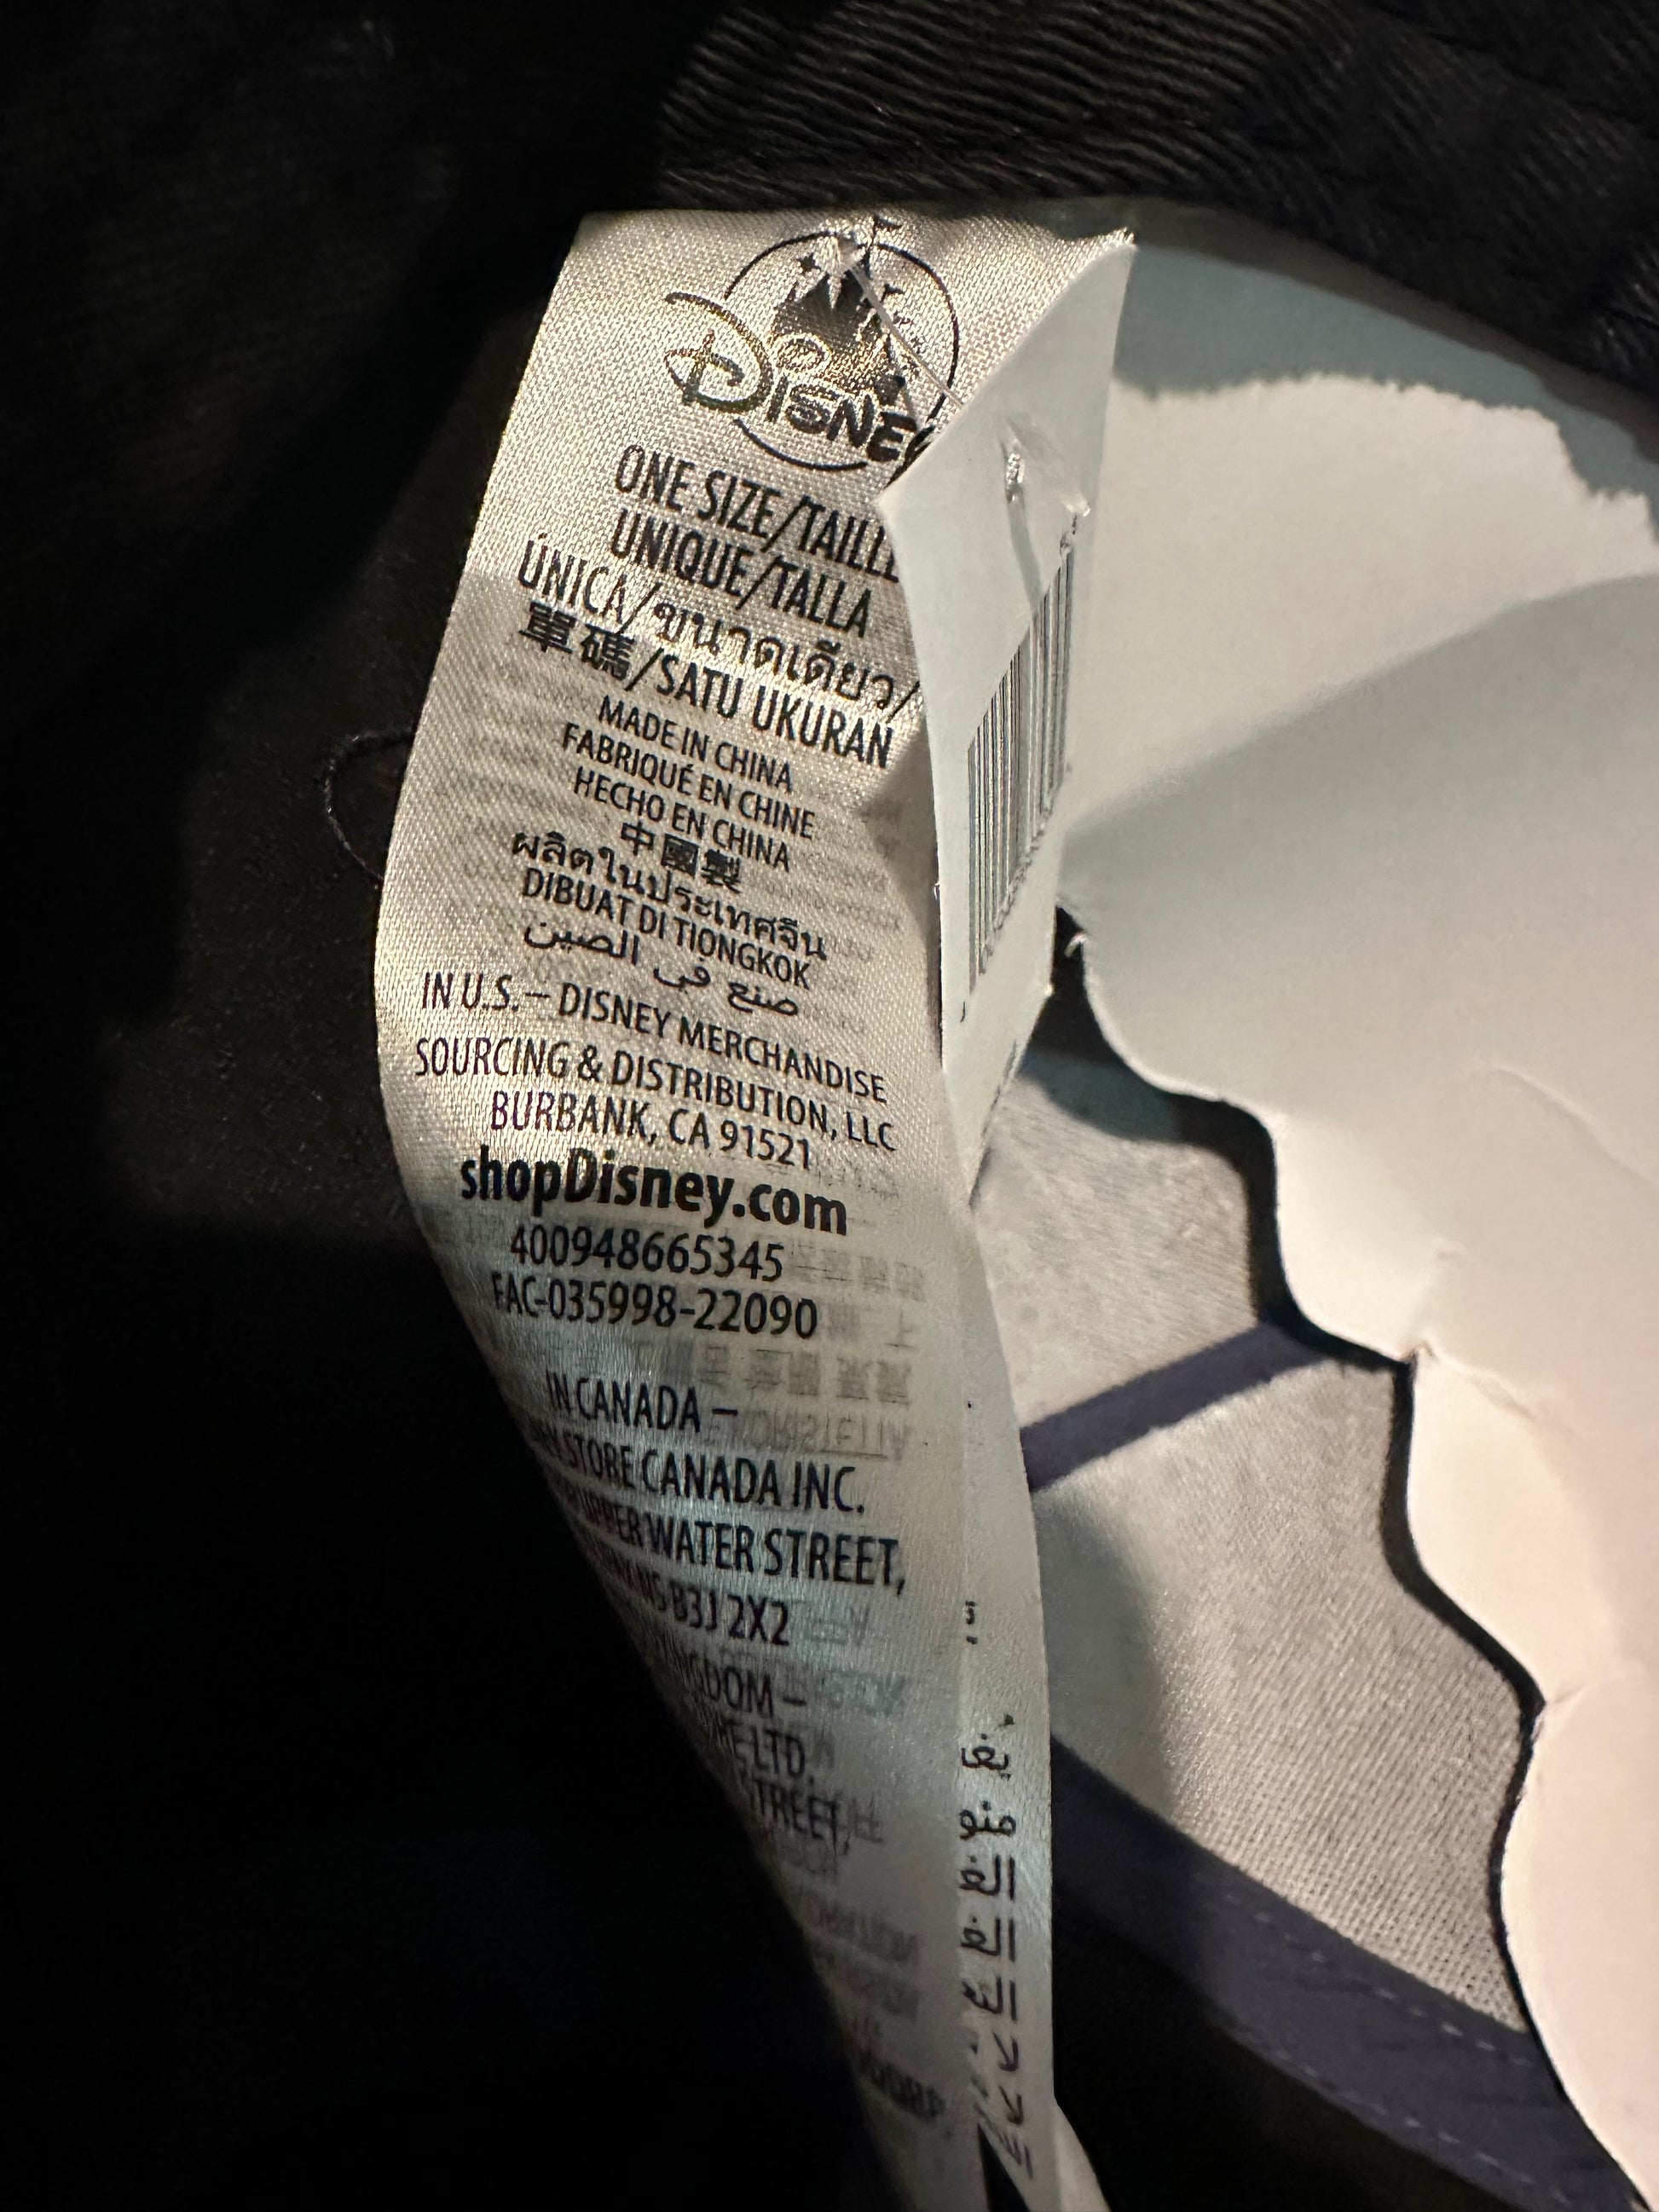 Disney
ONE SIZE/TAILLE
UNIQUE/TALLA
ÚNICA/ขนาดเดียว/
單碼/SATU UKURAN
MADE IN CHINA
FABRIQUÉ EN CHINE
HECHO EN CHINA
中國製
ผลิตในประเทศจีน
DIBUAT DI TIONGKOK
صنع في الصين
IN U.S. – DISNEY MERCHANDISE
SOURCING & DISTRIBUTION, LLC
BURBANK, CA 91521
shopDisney.com
400948665345
FAC-035998-22090
IN CANADA –
STORE CANADA INC.
UPPER WATER STREET,
NS B3J 2X2
LTD.
STREET,